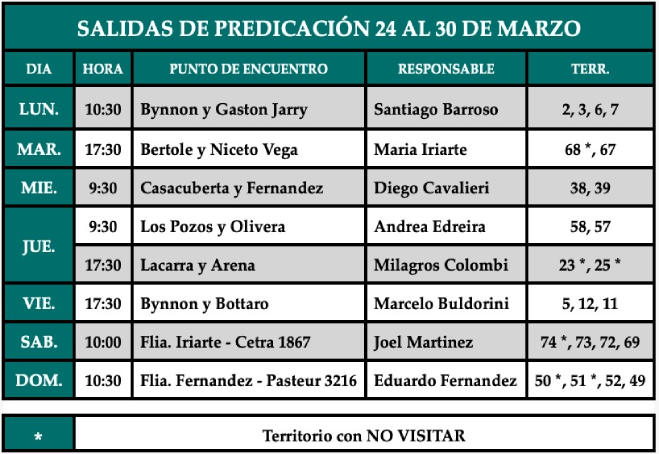 SALIDAS DE PREDICACIÓN 24 AL 30 DE MARZO
DIA HORA PUNTO DE ENCUENTRO RESPONSABLE TERR.
LUN. 10:30 Bynnon y Gaston Jarry Santiago Barroso 2, 3, 6, 7
MAR. 17:30 Bertole y Niceto Vega Maria Iriarte 68 *, 67
MIE. 9:30 Casacuberta y Fernandez Diego Cavalieri 38, 39
JUE. 9:30 Los Pozos y Olivera Andrea Edreira 58, 57
17:30 Lacarra y Arena Milagros Colombi 23 *, 25 *
VIE. 17:30 Bynnon y Bottaro Marcelo Buldorini 5, 12, 11
SAB. 10:00 Flia. Iriarte - Cetra 1867 Joel Martinez 74 *, 73, 72, 69
DOM. 10:30 Flia. Fernandez - Pasteur 3216 Eduardo Fernandez 50 *, 51 *, 52, 49
* Territorio con NO VISITAR